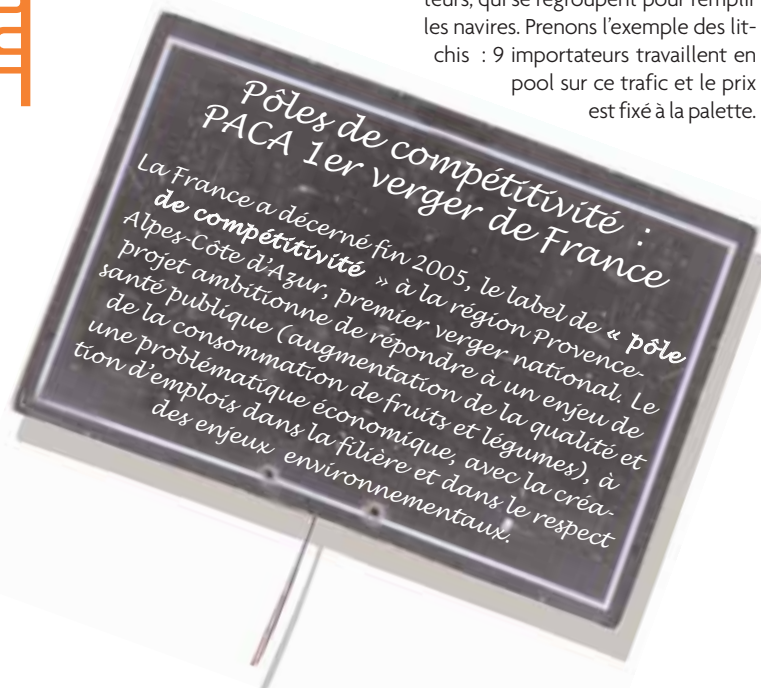 teurs, qui se regroupent pour remplir
les navires. Prenons l'exemple des lit-
chis : 9 importateurs travaillent en
pool sur ce trafic et le prix
est fixé à la palette.
Pôles de compétitivité :
PACA 1er verger de France
La France a décerné fin 2005, le label de « pôle
de compétitivité » à la région Provence-
Alpes-Côte d'Azur, premier verger national. Le
projet ambitionne de répondre à un enjeu de
santé publique (augmentation de la qualité et
de la consommation de fruits et légumes), à
une problématique économique, avec la créa-
tion d'emplois dans la filière et dans le respect
des enjeux environnementaux.